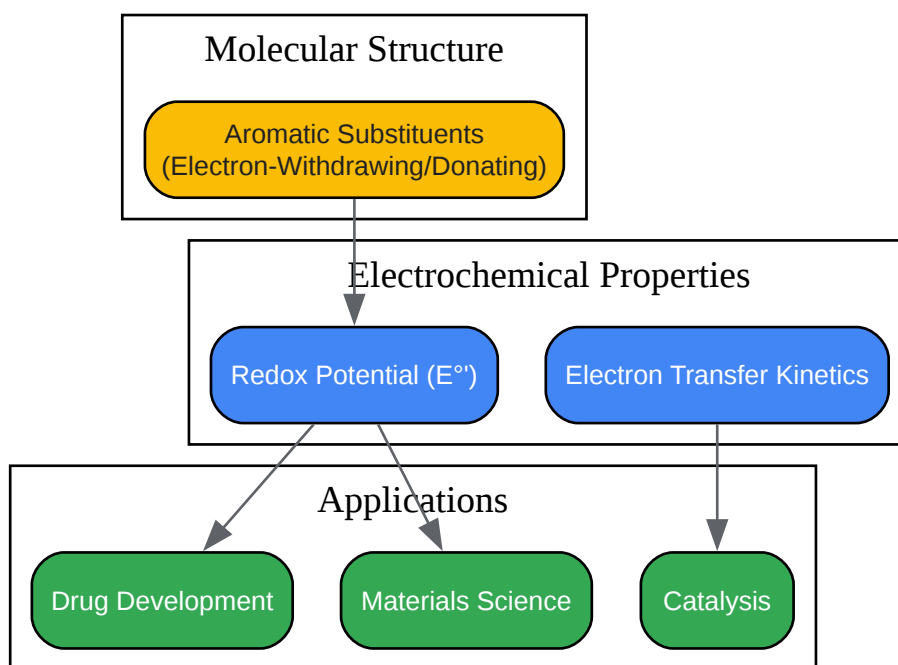 Molecular Structure
Aromatic Substituents
(Electron-Withdrawing/Donating)
Electrochemical Properties
Redox Potential (E°')
Electron Transfer Kinetics
Applications
Drug Development
Materials Science
Catalysis